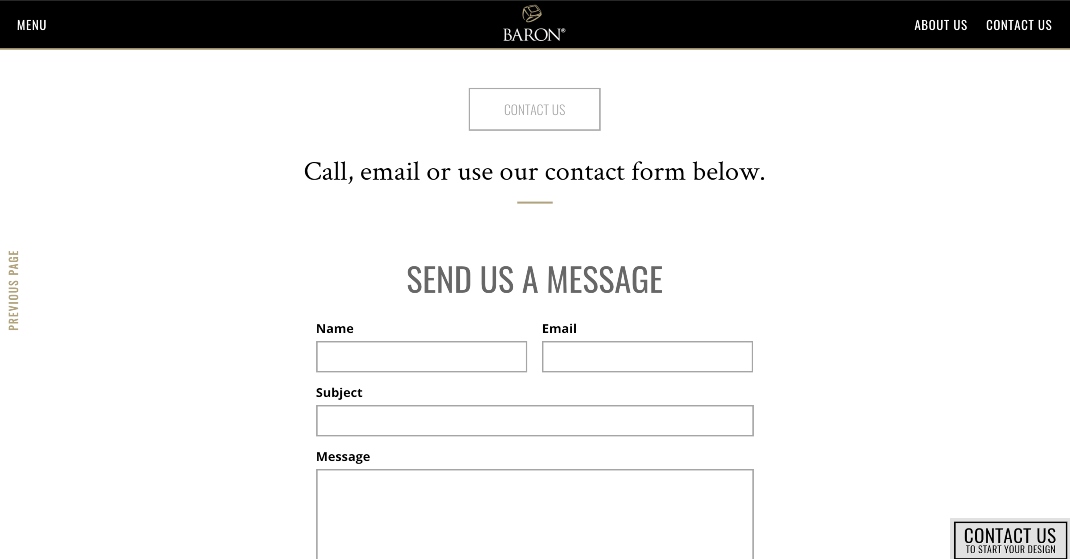 MENU
BARON®
ABOUT US
CONTACT US
CONTACT US
Call, email or use our contact form below.
PREVIOUS PAGE
SEND US A MESSAGE
Name
Email
Subject
Message
CONTACT US
TO START YOUR DESIGN